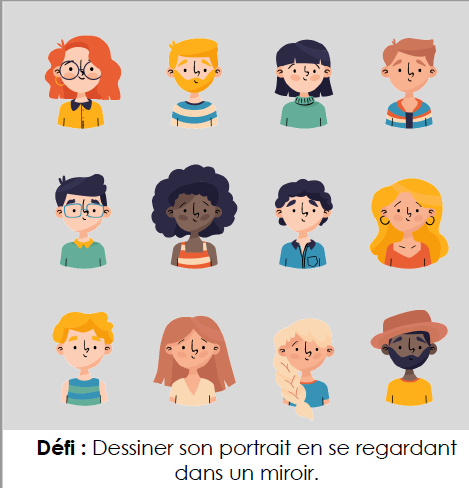 Défi : Dessiner son portrait en se regardant
dans un miroir.